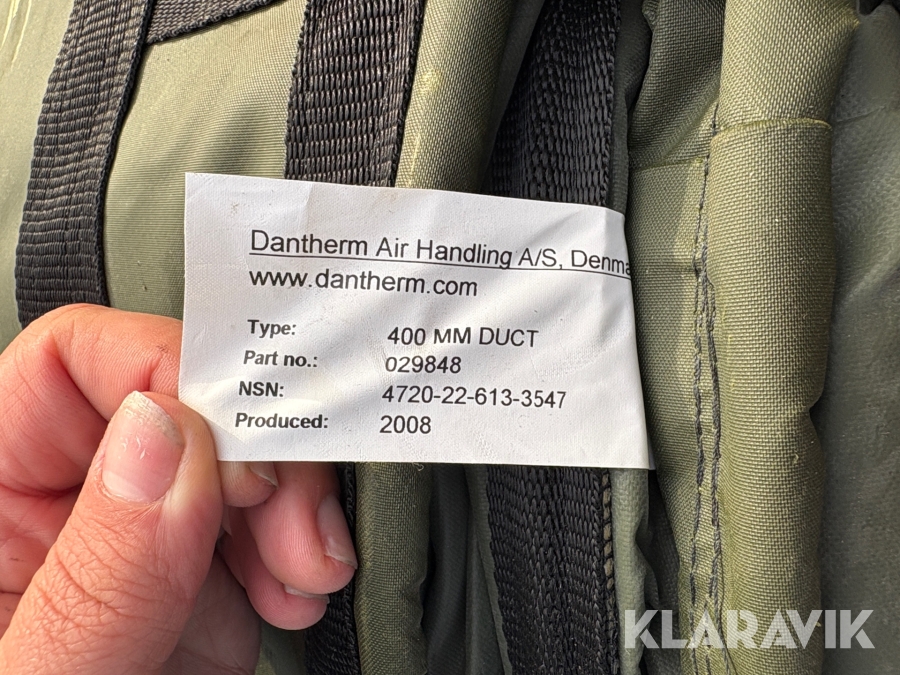 Dantherm Air Handling A/S, Denma
www.dantherm.com
Type: 400 MM DUCT
Part no.: 029848
NSN: 4720-22-613-3547
Produced: 2008
KLARAVIK